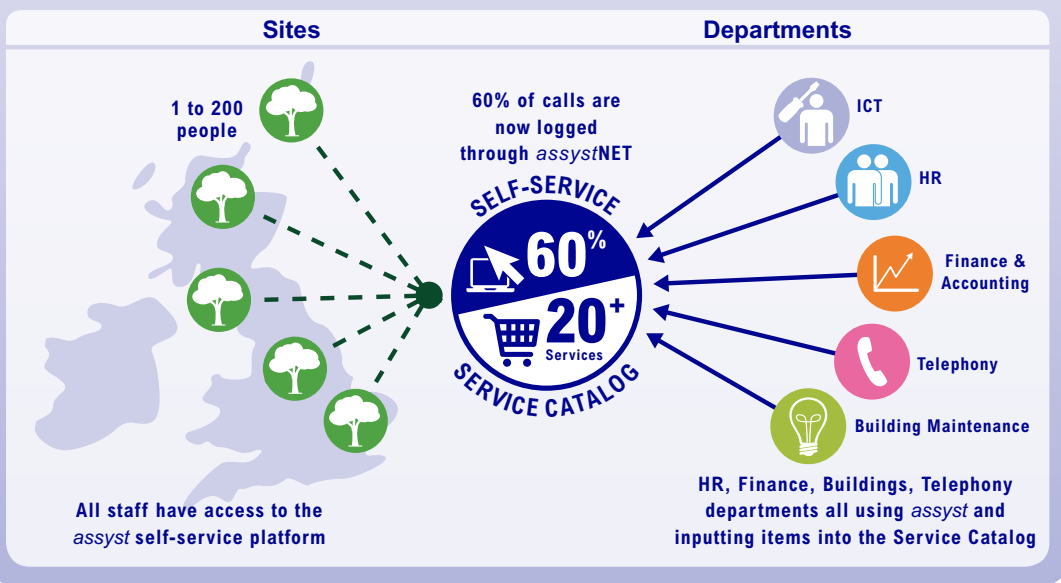 Sites
Departments
1 to 200
people
60% of calls are
now logged
through assystNET
SELF-SERVICE
60%
20+
Services
SERVICE CATALOG
ICT
HR
Finance &
Accounting
Telephony
Building Maintenance
All staff have access to the
assyst self-service platform
HR, Finance, Buildings, Telephony
departments all using assyst and
inputting items into the Service Catalog